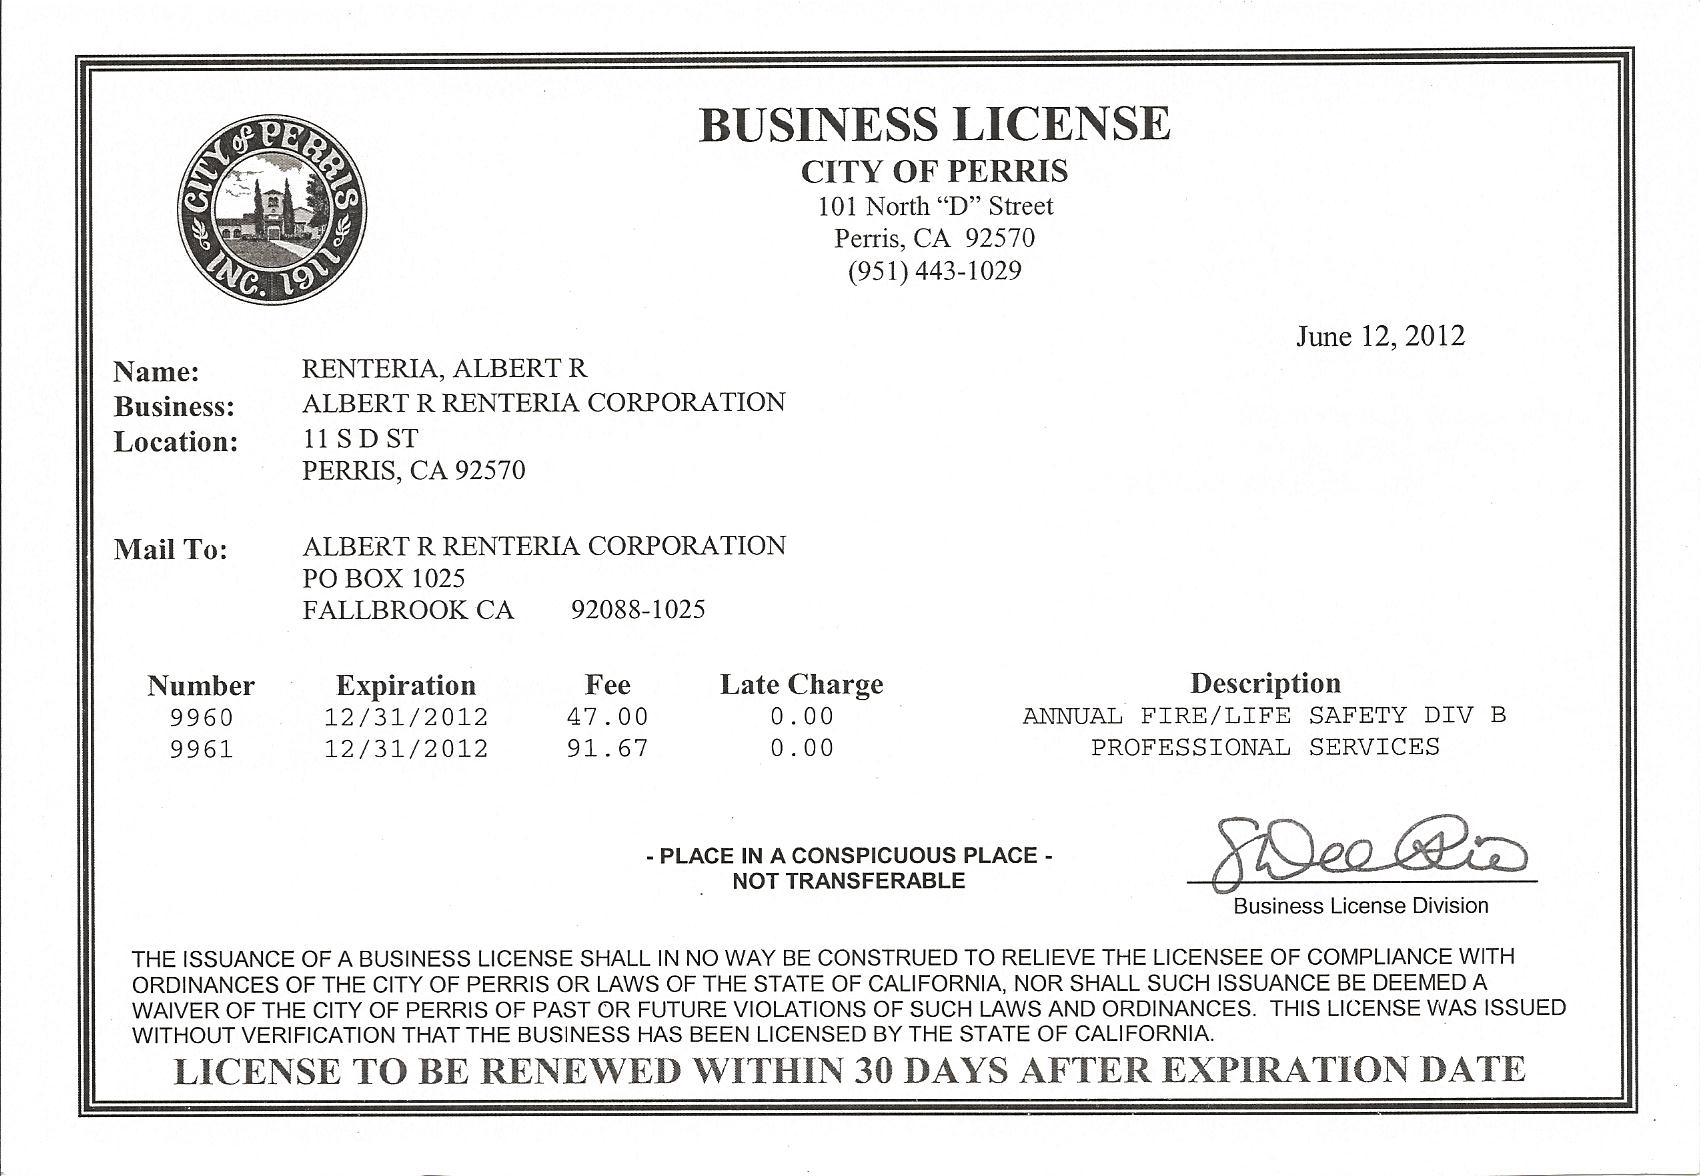 CITY of PERRIS
INC. 1911
BUSINESS LICENSE
CITY OF PERRIS
101 North “D” Street
Perris, CA  92570
(951) 443-1029
June 12, 2012
Name: RENTERIA, ALBERT R
Business: ALBERT R RENTERIA CORPORATION
Location: 11 S D ST
PERRIS, CA 92570
Mail To: ALBERT R RENTERIA CORPORATION
PO BOX 1025
FALLBROOK CA 92088-1025
Number Expiration Fee Late Charge Description
9960 12/31/2012 47.00 0.00 ANNUAL FIRE/LIFE SAFETY DIV B
9961 12/31/2012 91.67 0.00 PROFESSIONAL SERVICES
- PLACE IN A CONSPICUOUS PLACE -
NOT TRANSFERABLE
Business License Division
THE ISSUANCE OF A BUSINESS LICENSE SHALL IN NO WAY BE CONSTRUED TO RELIEVE THE LICENSEE OF COMPLIANCE WITH
ORDINANCES OF THE CITY OF PERRIS OR LAWS OF THE STATE OF CALIFORNIA, NOR SHALL SUCH ISSUANCE BE DEEMED A
WAIVER OF THE CITY OF PERRIS OF PAST OR FUTURE VIOLATIONS OF SUCH LAWS AND ORDINANCES.  THIS LICENSE WAS ISSUED
WITHOUT VERIFICATION THAT THE BUSINESS HAS BEEN LICENSED BY THE STATE OF CALIFORNIA.
LICENSE TO BE RENEWED WITHIN 30 DAYS AFTER EXPIRATION DATE